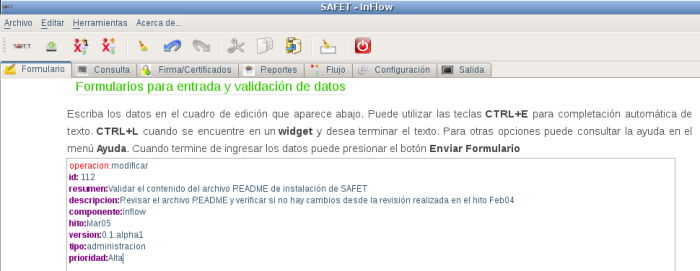 SAFET - InFlow
Archivo Editar Herramientas Acerca de...
SAFET
Formulario Consulta Firma/Certificados Reportes Flujo Configuración Salida
Formularios para entrada y validación de datos
Escriba los datos en el cuadro de edición que aparece abajo. Puede utilizar las teclas CTRL+E para completación automática de
texto. CTRL+L cuando se encuentre en un widget y desea terminar el texto. Para otras opciones puede consultar la ayuda en el
menú Ayuda. Cuando termine de ingresar los datos puede presionar el botón Enviar Formulario
operacion:modificar
id: 112
resumen:Validar el contenido del archivo README de instalación de SAFET
descripcion:Revisar el archivo README y verificar si no hay cambios desde la revisión realizada en el hito Feb04
componente:inflow
hito:Mar05
version:0.1.alpha1
tipo:administracion
prioridad:Alta